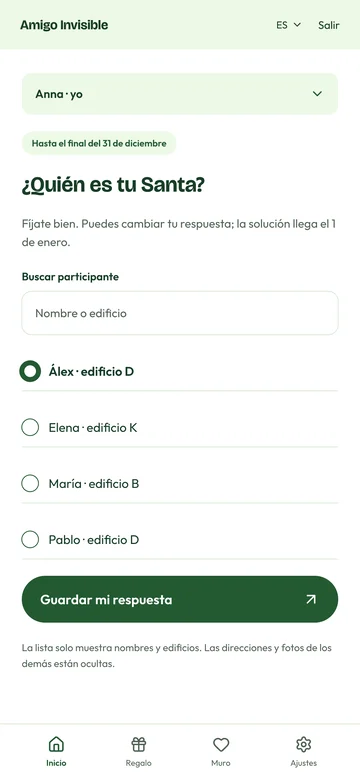 Amigo Invisible
ES
Salir
Anna · yo
Hasta el final del 31 de diciembre
¿Quién es tu Santa?
Fíjate bien. Puedes cambiar tu respuesta; la solución llega el 1
de enero.
Buscar participante
Nombre o edificio
Álex · edificio D
Elena · edificio K
María · edificio B
Pablo · edificio D
Guardar mi respuesta
La lista solo muestra nombres y edificios. Las direcciones y fotos de los
demás están ocultas.
Inicio
Regalo
Muro
Ajustes